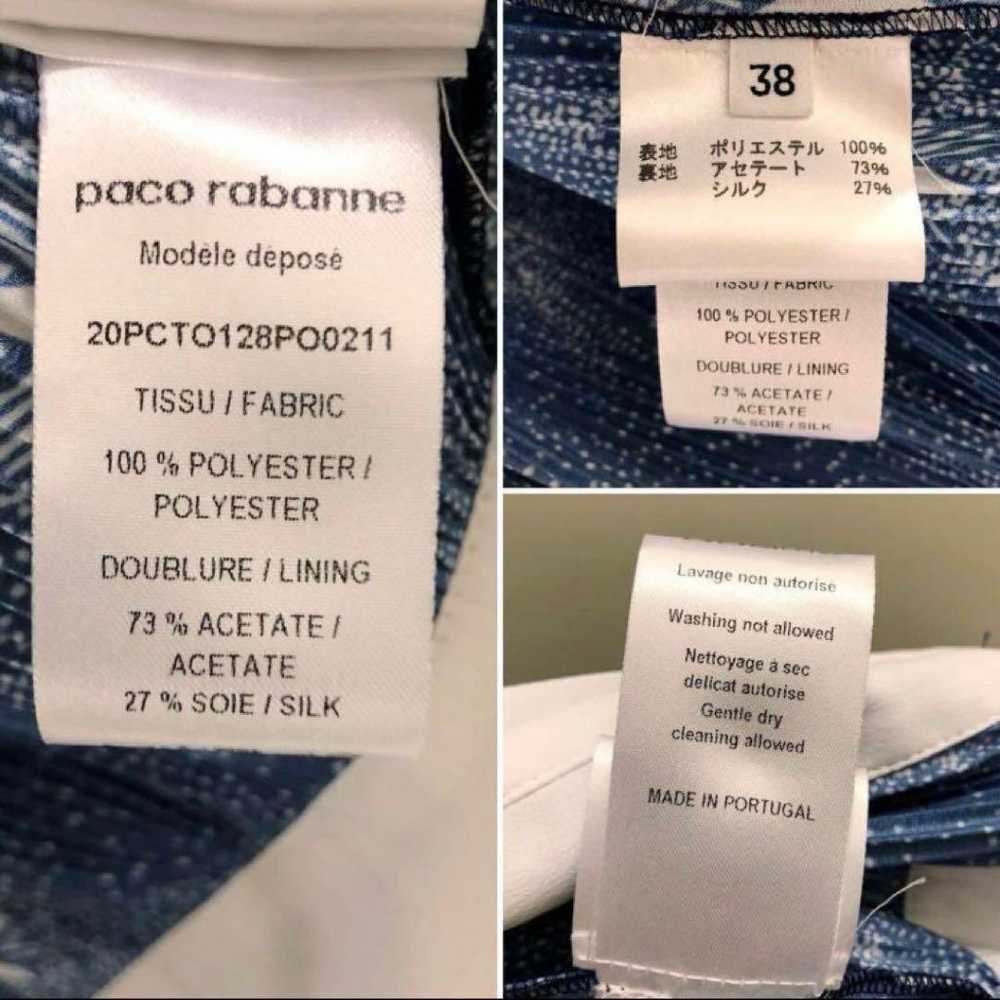 paco rabanne
Modèle déposé
20PCTO128PO0211
TISSU / FABRIC
100 % POLYESTER /
POLYESTER
DOUBLURE / LINING
73 % ACETATE /
ACETATE
27 % SOIE / SILK
38
表地 ポリエステル 100%
裏地 アセテート 73%
シルク 27%
TISSU / FABRIC
100 % POLYESTER /
POLYESTER
DOUBLURE / LINING
73 % ACETATE /
ACETATE
27 % SOIE / SILK
Lavage non autorise
Washing not allowed
Nettoyage à sec
delicat autorise
Gentle dry
cleaning allowed
MADE IN PORTUGAL